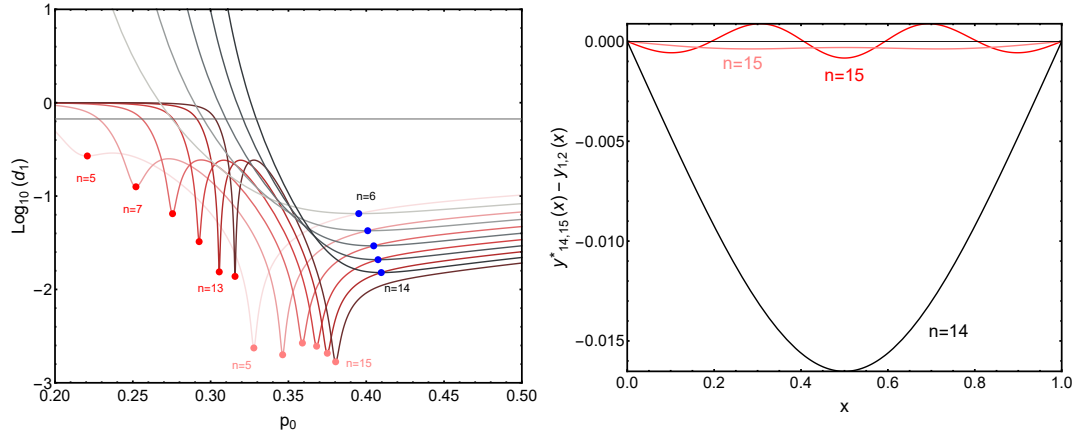 1
0
-1
-2
-3
Log₁₀(d₁)
n=5
n=7
n=13
n=6
n=14
n=5
n=15
0.20 0.25 0.30 0.35 0.40 0.45 0.50
p₀
0.000
-0.005
-0.010
-0.015
y*₁₄,₁₅(x) – y₁,₂(x)
n=15
n=15
n=14
0.0 0.2 0.4 0.6 0.8 1.0
x